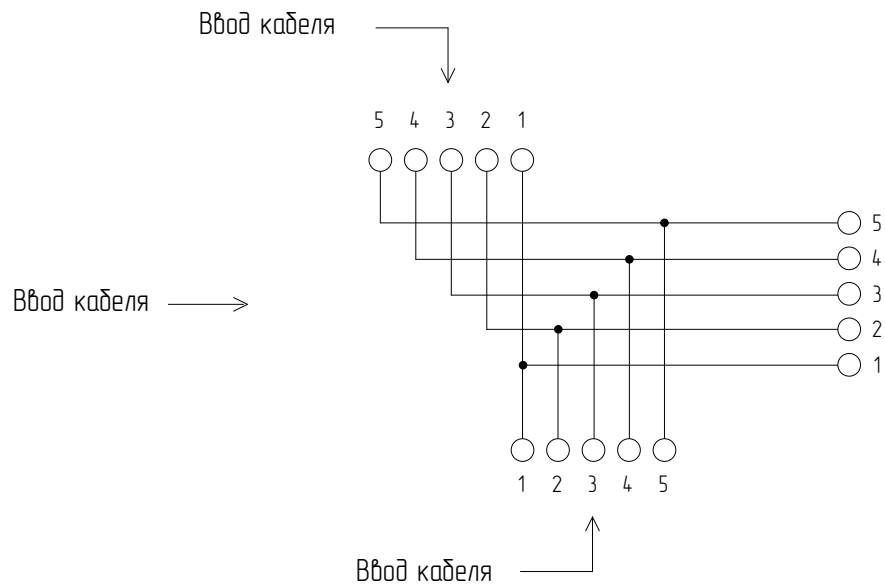 Ввод кабеля
5 4 3 2 1
5
4
Ввод кабеля
3
2
1
1 2 3 4 5
Ввод кабеля